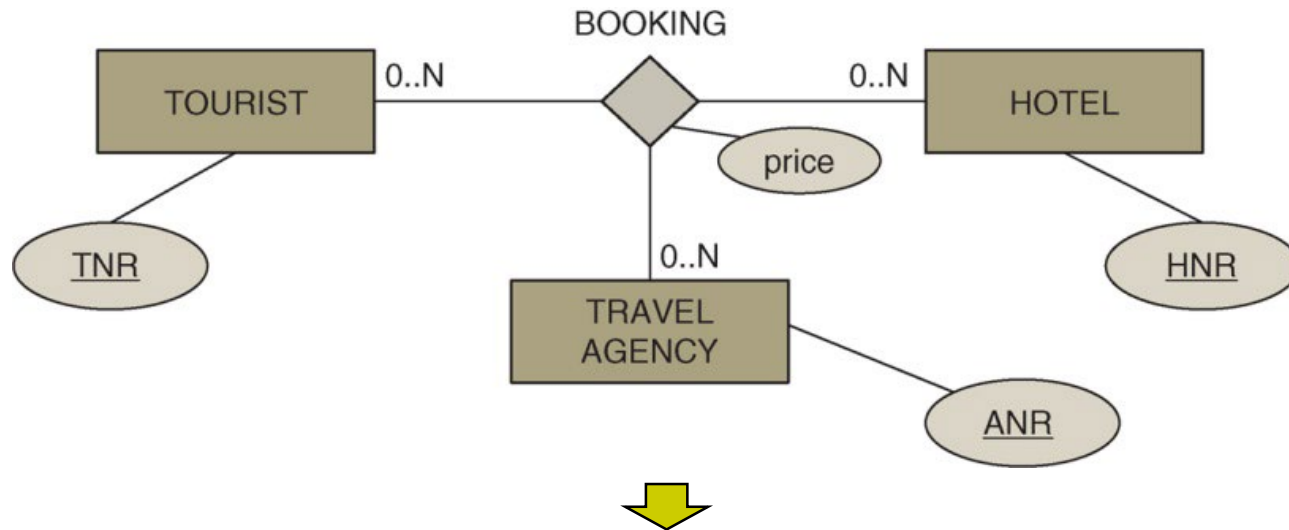 BOOKING
TOURIST
0..N
0..N
HOTEL
price
TNR
0..N
HNR
TRAVEL
AGENCY
ANR